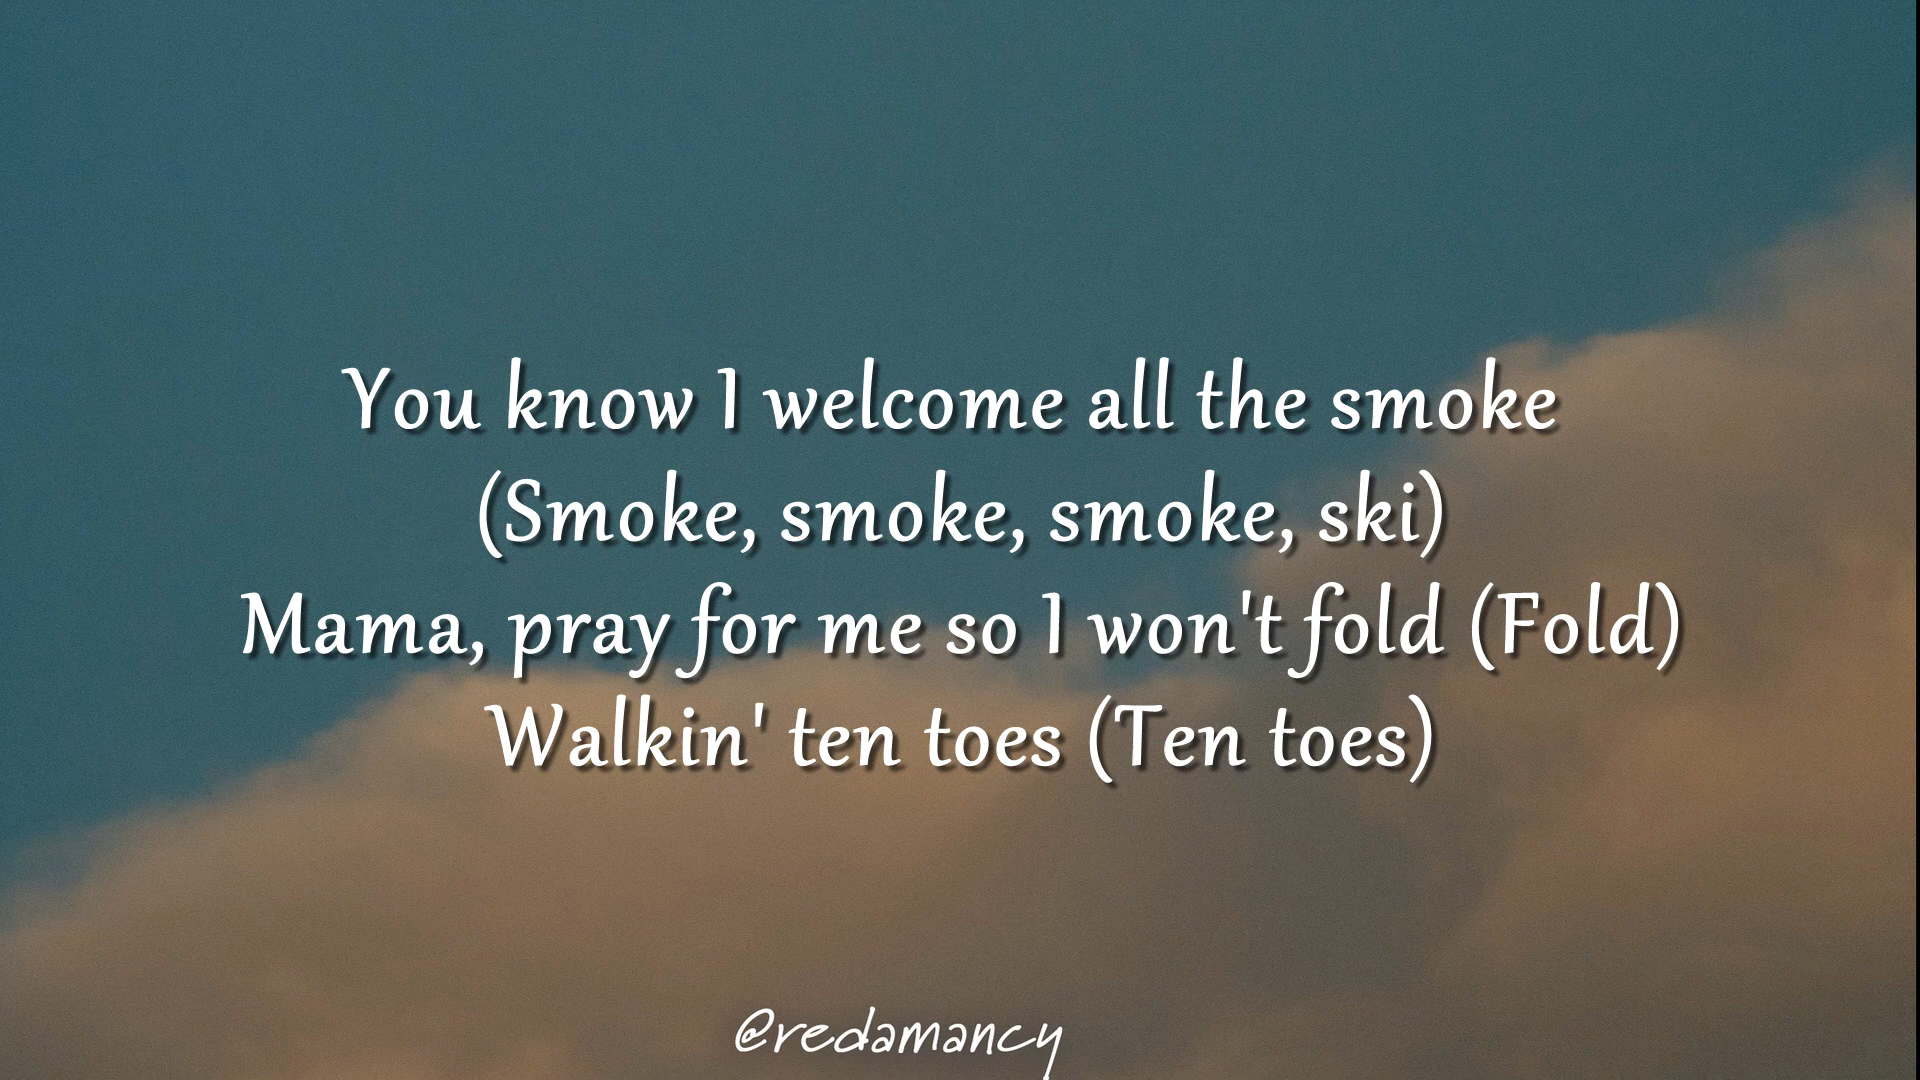 You know I welcome all the smoke
(Smoke, smoke, smoke, ski)
Mama, pray for me so I won't fold (Fold)
Walkin' ten toes (Ten toes)
@redamancy